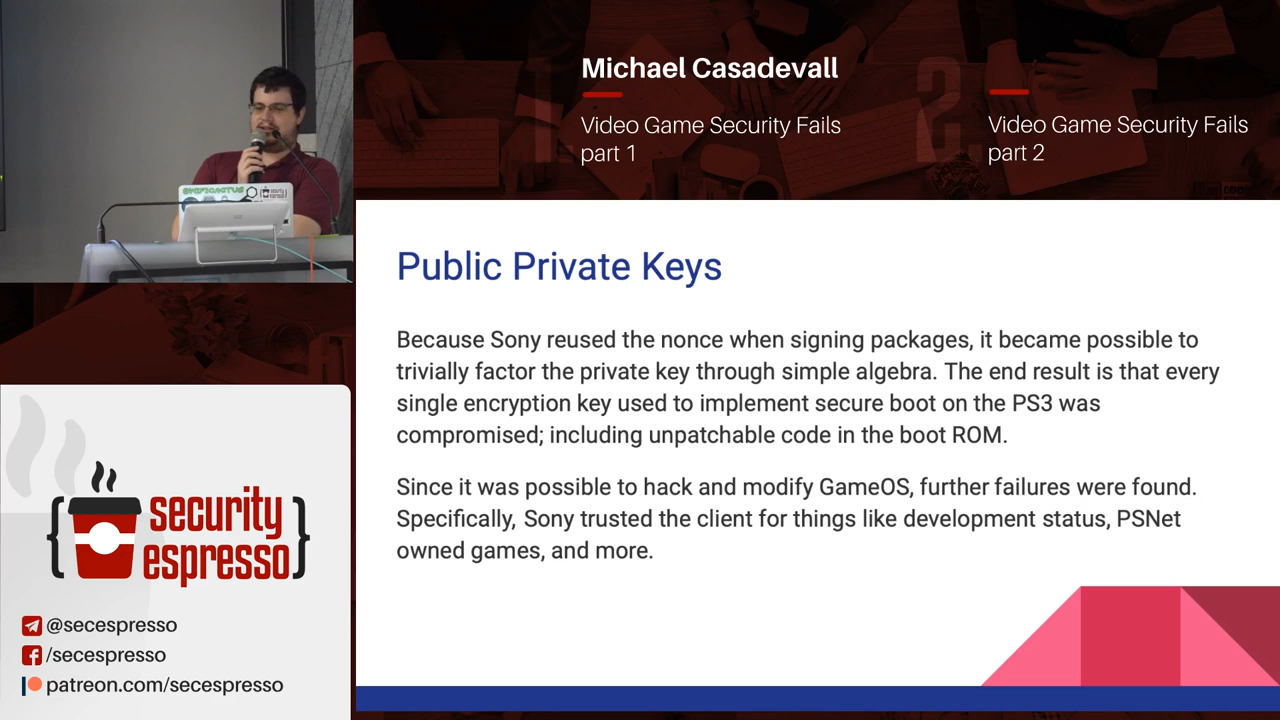 Michael Casadevall
1.
Video Game Security Fails
part 1
2.
Video Game Security Fails
part 2
Public Private Keys
Because Sony reused the nonce when signing packages, it became possible to
trivially factor the private key through simple algebra. The end result is that every
single encryption key used to implement secure boot on the PS3 was
compromised; including unpatchable code in the boot ROM.
Since it was possible to hack and modify GameOS, further failures were found.
Specifically, Sony trusted the client for things like development status, PSNet
owned games, and more.
{security
espresso}
@secespresso
/secespresso
patreon.com/secespresso